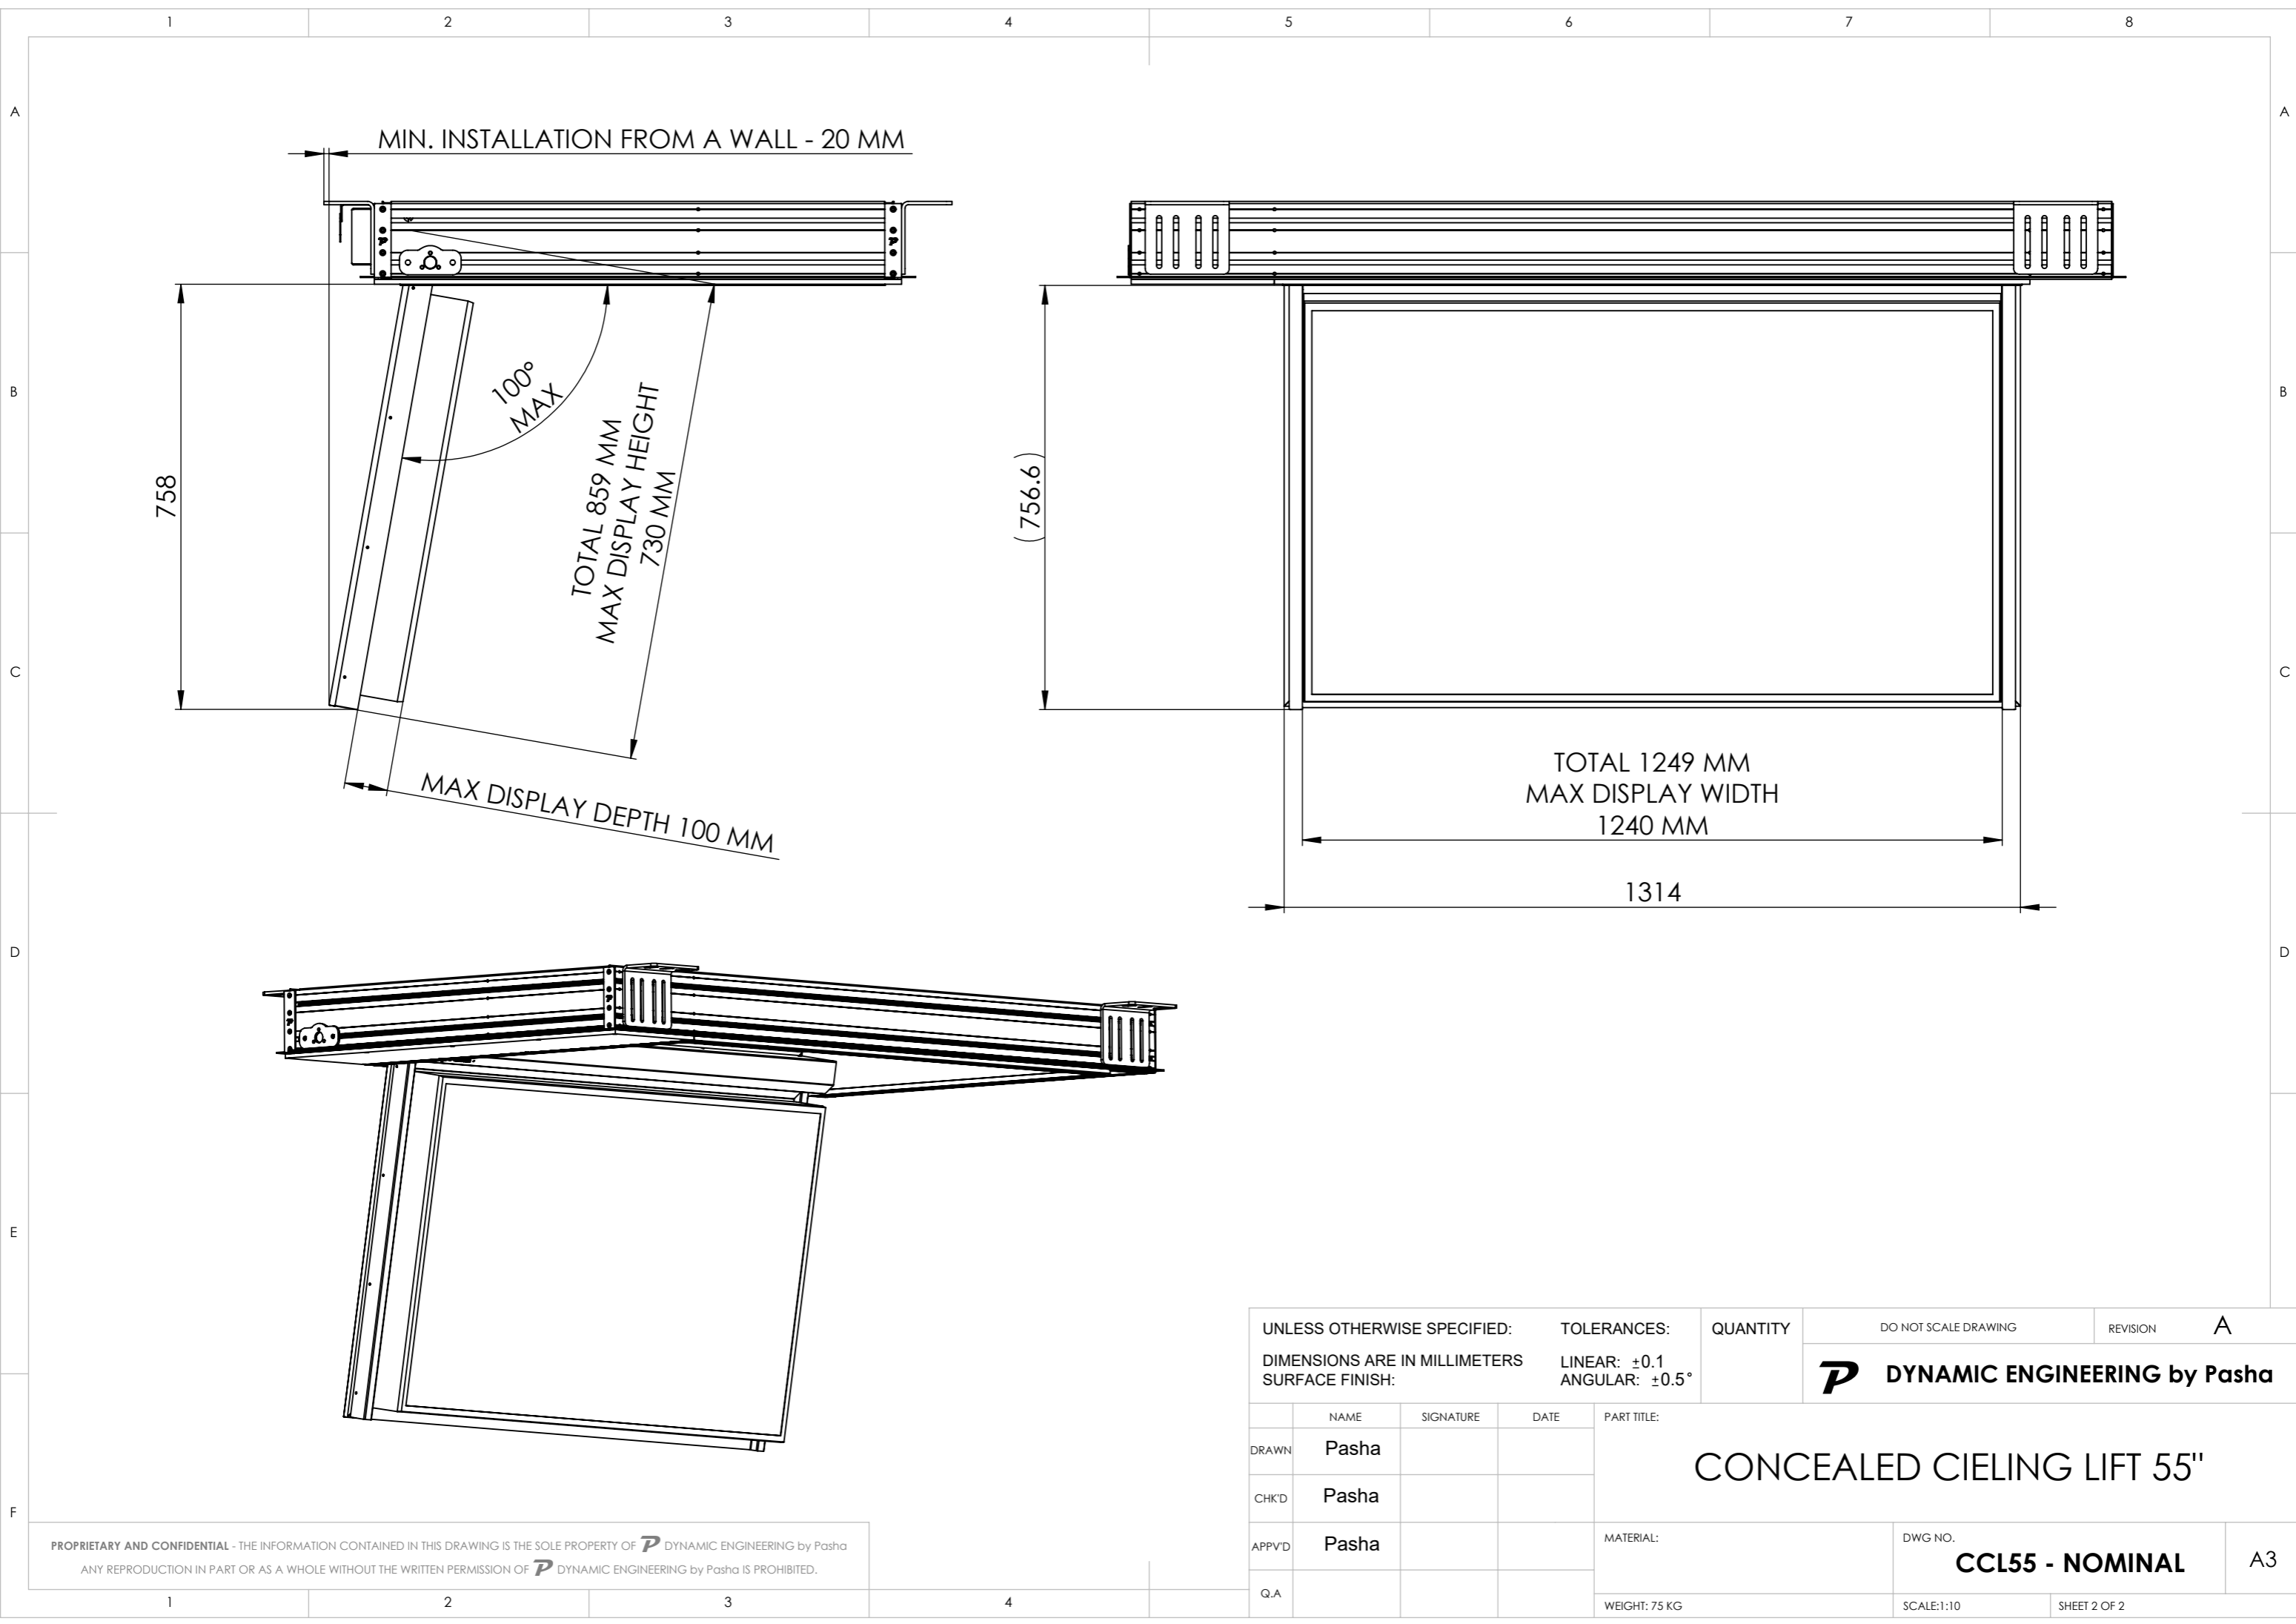 1 2 3 4 5 6 7 8
A A
MIN. INSTALLATION FROM A WALL - 20 MM
B B
100°
MAX
758
TOTAL 859 MM
MAX DISPLAY HEIGHT
730 MM
(756.6)
C C
MAX DISPLAY DEPTH 100 MM
TOTAL 1249 MM
MAX DISPLAY WIDTH
1240 MM
1314
D D
E
F
UNLESS OTHERWISE SPECIFIED:
DIMENSIONS ARE IN MILLIMETERS
SURFACE FINISH:
TOLERANCES:
LINEAR: ±0.1
ANGULAR: ±0.5°
QUANTITY
DO NOT SCALE DRAWING
REVISION A
P DYNAMIC ENGINEERING by Pasha
NAME SIGNATURE DATE
DRAWN Pasha
CHK'D Pasha
APPV'D Pasha
Q.A
PART TITLE:
CONCEALED CIELING LIFT 55"
MATERIAL:
DWG NO.
CCL55 - NOMINAL
A3
WEIGHT: 75 KG
SCALE:1:10
SHEET 2 OF 2
PROPRIETARY AND CONFIDENTIAL - THE INFORMATION CONTAINED IN THIS DRAWING IS THE SOLE PROPERTY OF P DYNAMIC ENGINEERING by Pasha
ANY REPRODUCTION IN PART OR AS A WHOLE WITHOUT THE WRITTEN PERMISSION OF P DYNAMIC ENGINEERING by Pasha IS PROHIBITED.
1 2 3 4